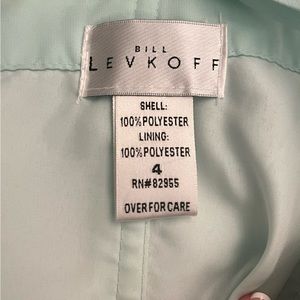 BILL
LEVKOFF
SHELL:
100% POLYESTER
LINING:
100% POLYESTER
4
RN#82955
OVER FOR CARE